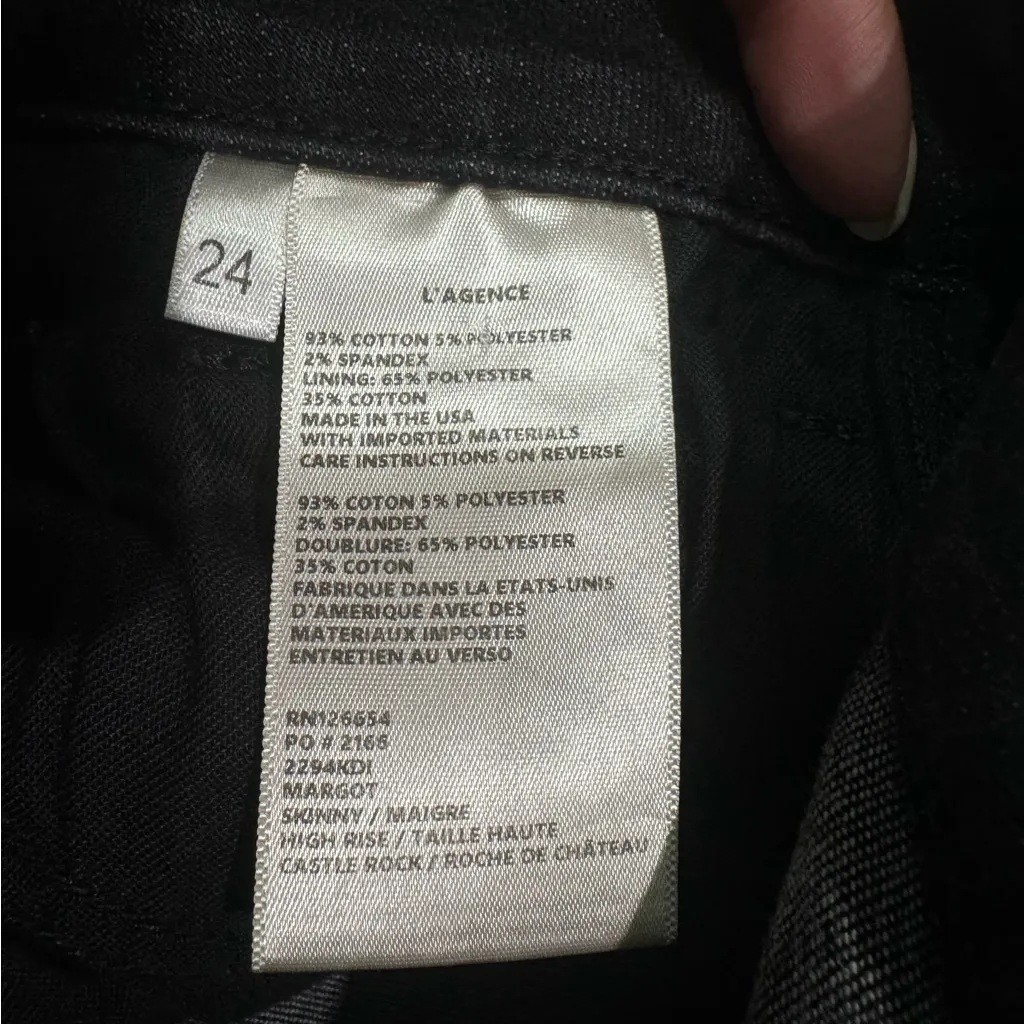 24
L'AGENCE
93% COTTON 5% POLYESTER
2% SPANDEX
LINING: 65% POLYESTER
35% COTTON
MADE IN THE USA
WITH IMPORTED MATERIALS
CARE INSTRUCTIONS ON REVERSE
93% COTON 5% POLYESTER
2% SPANDEX
DOUBLURE: 65% POLYESTER
35% COTON
FABRIQUE DANS LA ETATS-UNIS
D'AMERIQUE AVEC DES
MATERIAUX IMPORTES
ENTRETIEN AU VERSO
RN126654
PO # 2166
2294KDI
MARGOT
SKINNY / MAIGRE
HIGH RISE / TAILLE HAUTE
CASTLE ROCK / ROCHE DE CHÂTEAU